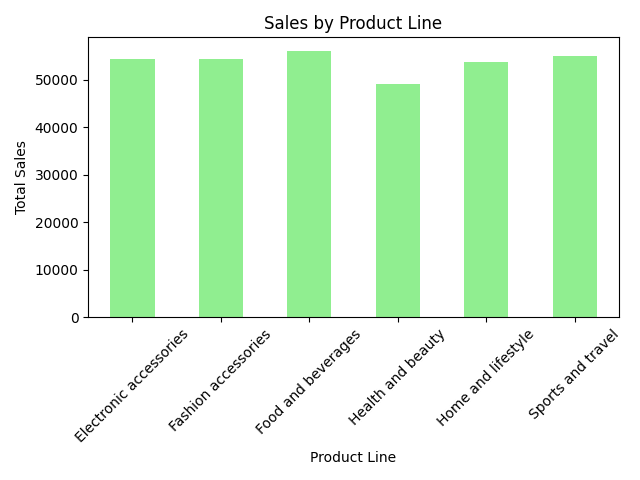 Sales by Product Line
Total Sales
50000
40000
30000
20000
10000
0
Electronic accessories
Fashion accessories
Food and beverages
Health and beauty
Home and lifestyle
Sports and travel
Product Line